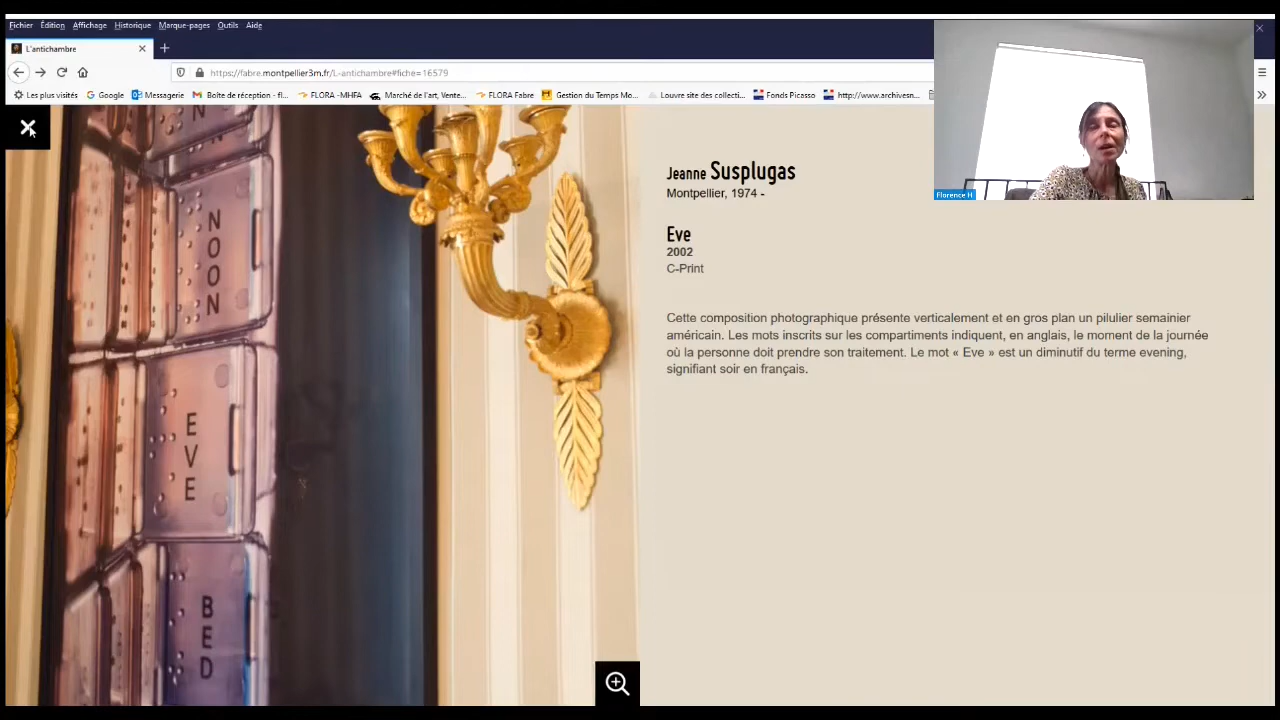 Fichier Édition Affichage Historique Marque-pages Outils Aide
L'antichambre
https://fabre.montpellier3m.fr/L-antichambre#fiche=16579
Les plus visités Google Messagerie Boîte de réception - fl... FLORA -MHFA Marché de l'art, Vente... FLORA Fabre Gestion du Temps Mo... Louvre site des collecti... Fonds Picasso http://www.archivesn...
Florence H
NOON
EVE
BED
Jeanne Susplugas
Montpellier, 1974 -
Eve
2002
C-Print
Cette composition photographique présente verticalement et en gros plan un pilulier semainier
américain. Les mots inscrits sur les compartiments indiquent, en anglais, le moment de la journée
où la personne doit prendre son traitement. Le mot « Eve » est un diminutif du terme evening,
signifiant soir en français.